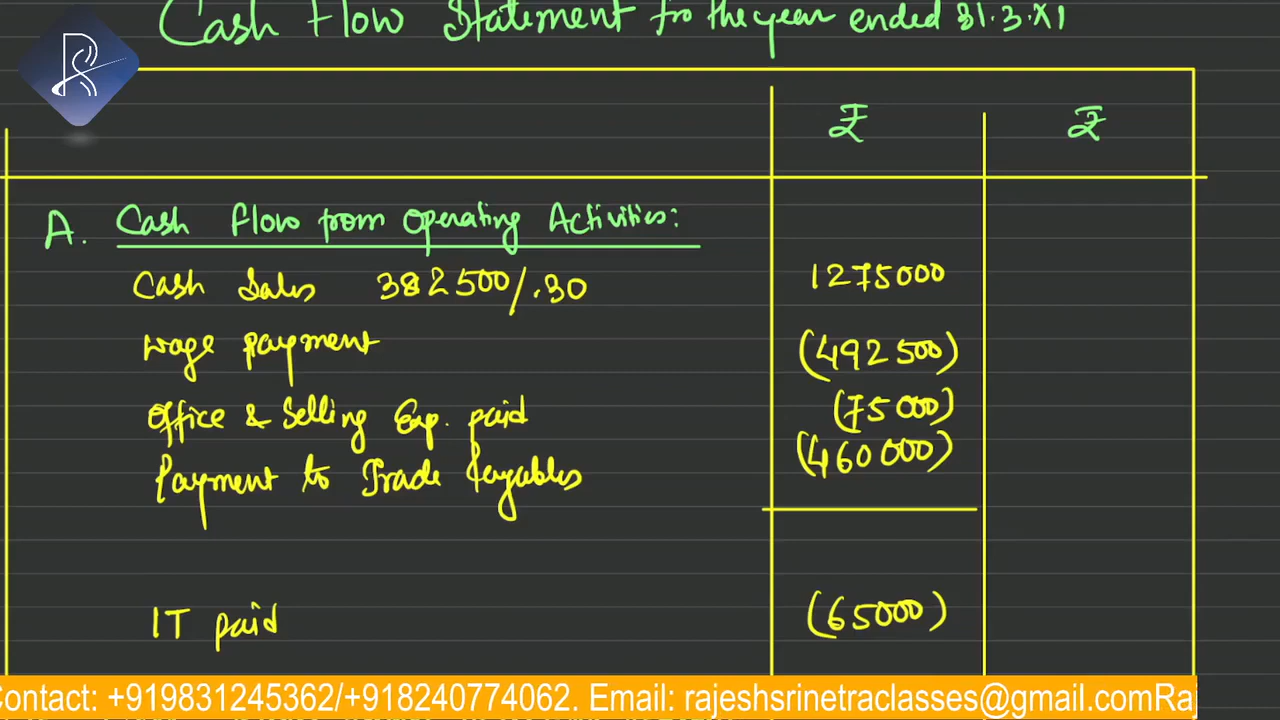 Cash Flow Statement for the year ended 31.3.X1
₹ ₹
A. Cash Flow from Operating Activities:
Cash Sales 382500/.30 1275000
Wage payment (492500)
Office & Selling Exp. paid (75000)
Payment to Trade Payables (460000)
IT paid (65000)
Contact: +919831245362/+918240774062. Email: rajeshsrinetraclasses@gmail.comRaj